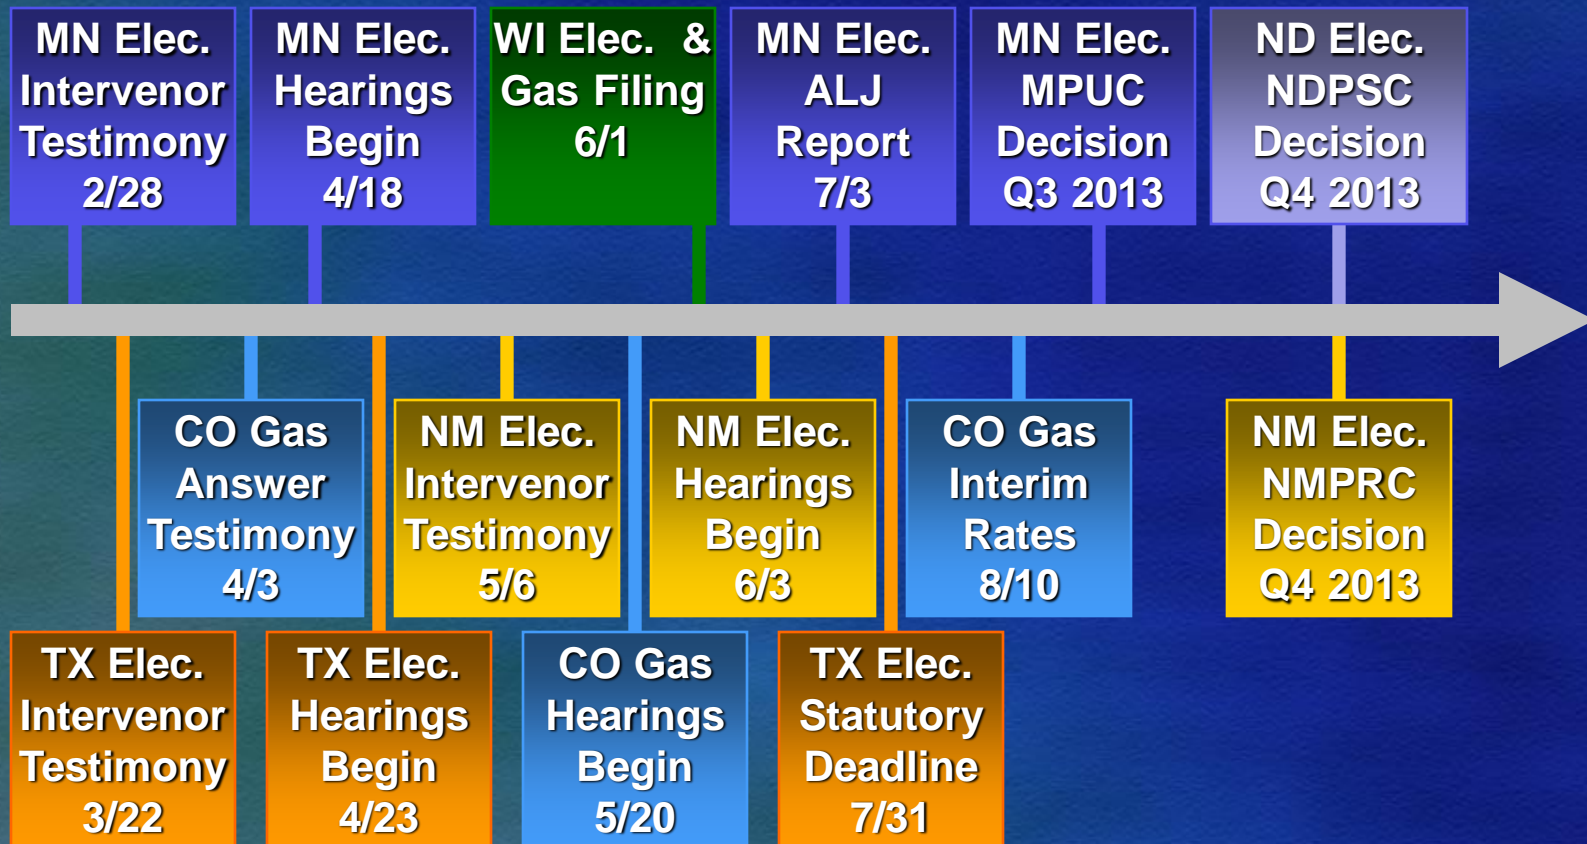 MN Elec.
Intervenor
Testimony
2/28
MN Elec.
Hearings
Begin
4/18
WI Elec. &
Gas Filing
6/1
MN Elec.
ALJ
Report
7/3
MN Elec.
MPUC
Decision
Q3 2013
ND Elec.
NDPSC
Decision
Q4 2013
CO Gas
Answer
Testimony
4/3
NM Elec.
Intervenor
Testimony
5/6
NM Elec.
Hearings
Begin
6/3
CO Gas
Interim
Rates
8/10
NM Elec.
NMPRC
Decision
Q4 2013
TX Elec.
Intervenor
Testimony
3/22
TX Elec.
Hearings
Begin
4/23
CO Gas
Hearings
Begin
5/20
TX Elec.
Statutory
Deadline
7/31